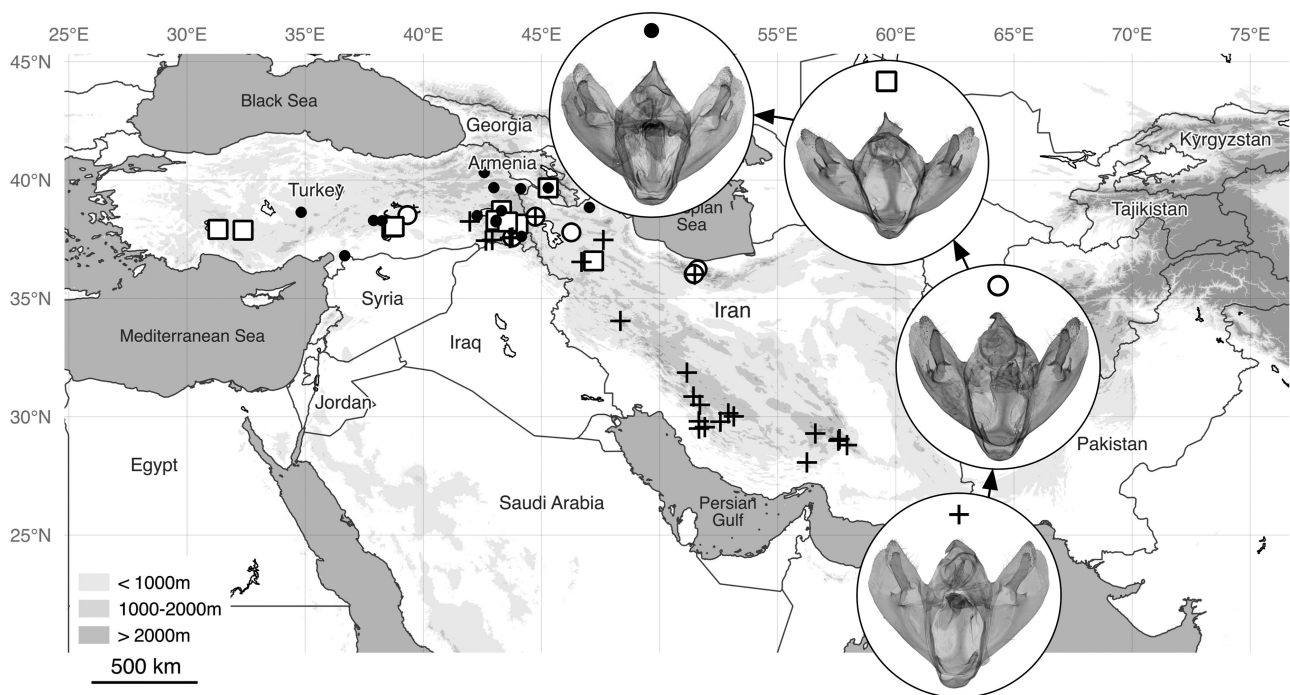 25°E 30°E 35°E 40°E 45°E 55°E 60°E 65°E 70°E 75°E
45°N
Black Sea
Georgia
Kyrgyzstan
Armenia
40°N
Turkey
Tajikistan
Sea
35°N
Syria
Iran
Mediterranean Sea
Iraq
Jordan
30°N
Pakistan
Egypt
Saudi Arabia
Persian
Gulf
25°N
< 1000m
1000-2000m
> 2000m
500 km